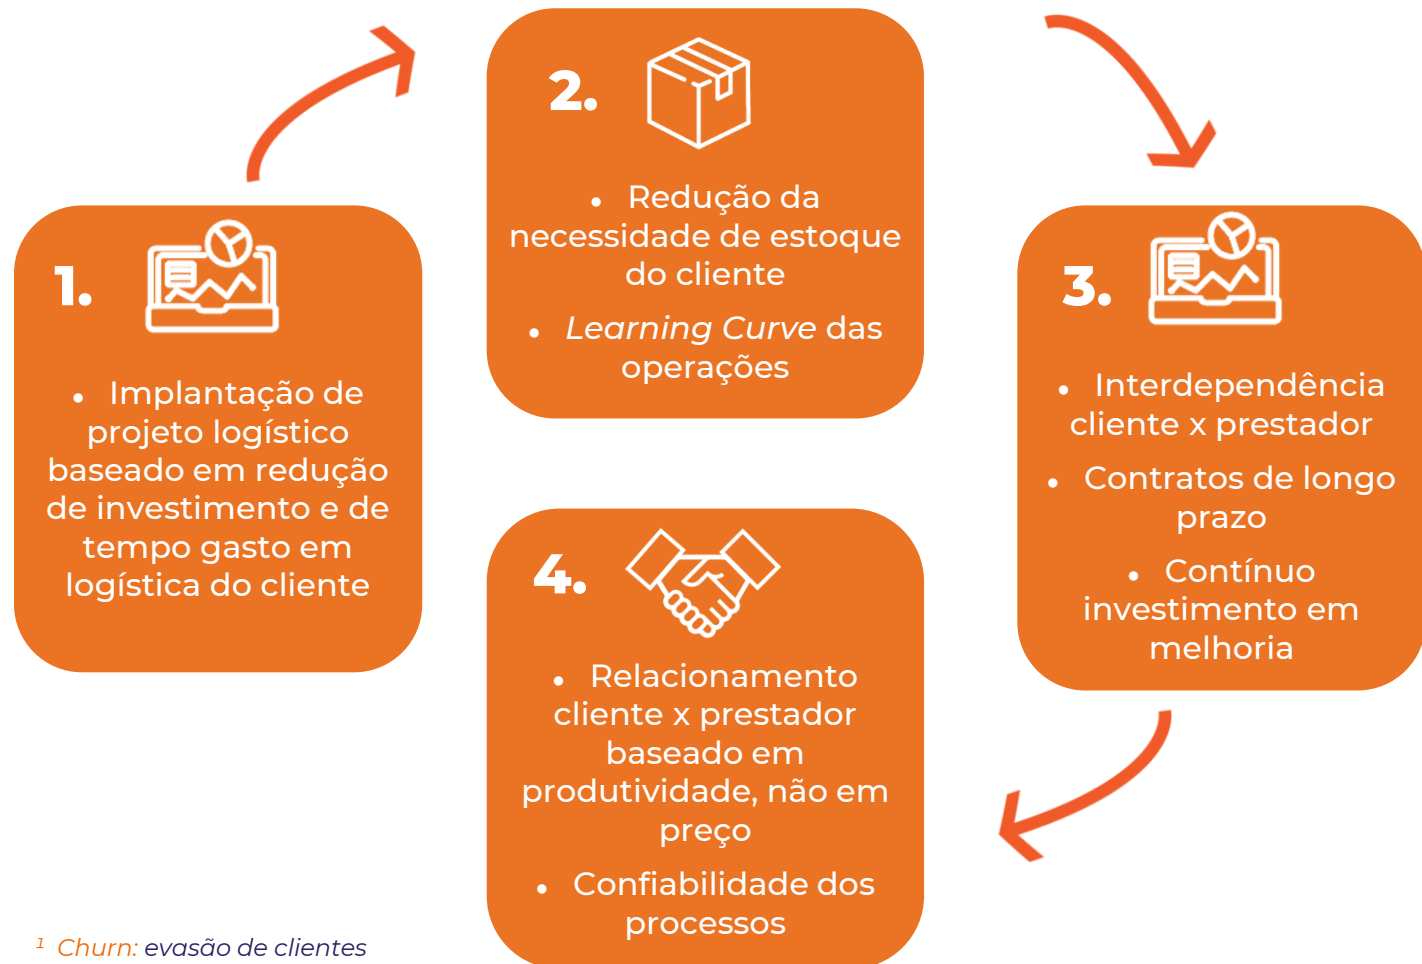 1.
• Implantação de
projeto logístico
baseado em redução
de investimento e de
tempo gasto em
logística do cliente
2.
• Redução da
necessidade de estoque
do cliente
• Learning Curve das
operações
3.
• Interdependência
cliente x prestador
• Contratos de longo
prazo
• Contínuo
investimento em
melhoria
4.
• Relacionamento
cliente x prestador
baseado em
produtividade, não em
preço
• Confiabilidade dos
processos
¹ Churn: evasão de clientes